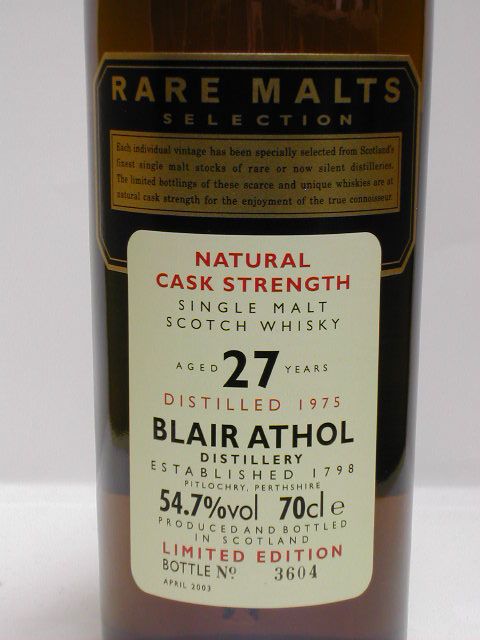 RARE MALTS
SELECTION
Each individual vintage has been specially selected from Scotland's
finest single malt stocks of rare or now silent distilleries.
The limited bottlings of these scarce and unique whiskies are at
natural cask strength for the enjoyment of the true connoisseur.
NATURAL
CASK STRENGTH
SINGLE MALT
SCOTCH WHISKY
AGED 27 YEARS
DISTILLED 1975
BLAIR ATHOL
DISTILLERY
ESTABLISHED 1798
PITLOCHRY, PERTHSHIRE
54.7%vol 70cl e
PRODUCED AND BOTTLED
IN SCOTLAND
LIMITED EDITION
BOTTLE Nº 3604
APRIL 2003